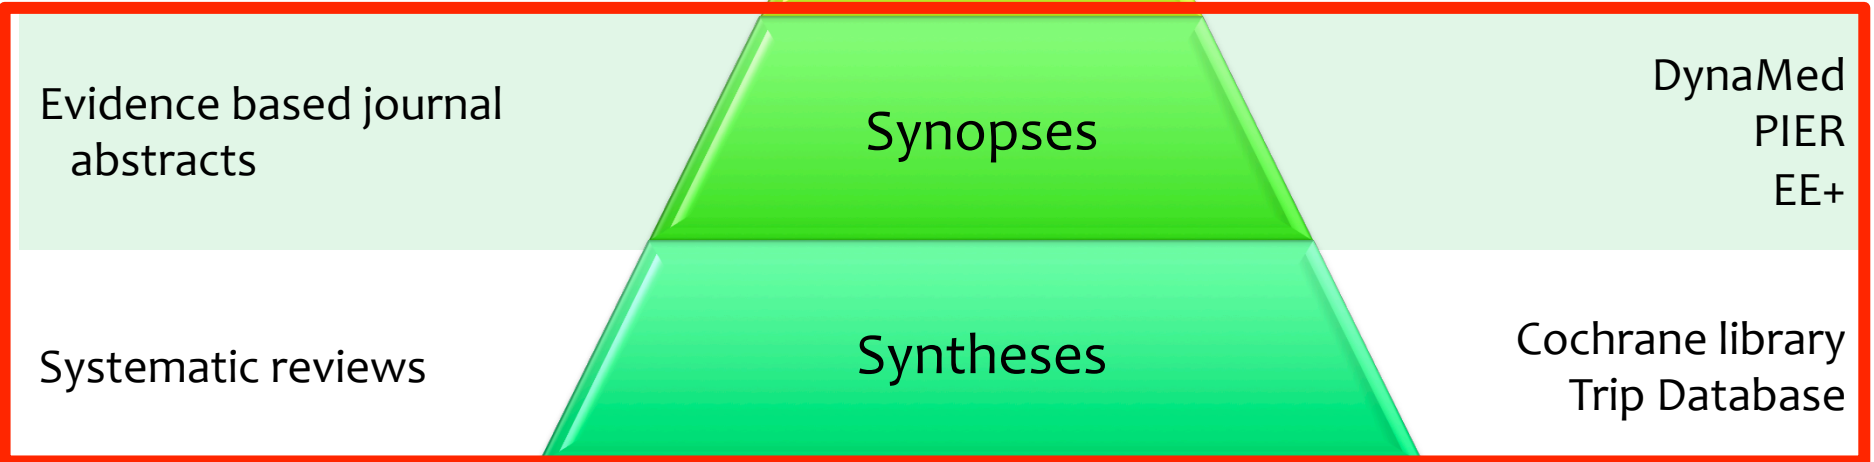 Evidence based journal
abstracts
Synopses
DynaMed
PIER
EE+
Systematic reviews
Syntheses
Cochrane library
Trip Database